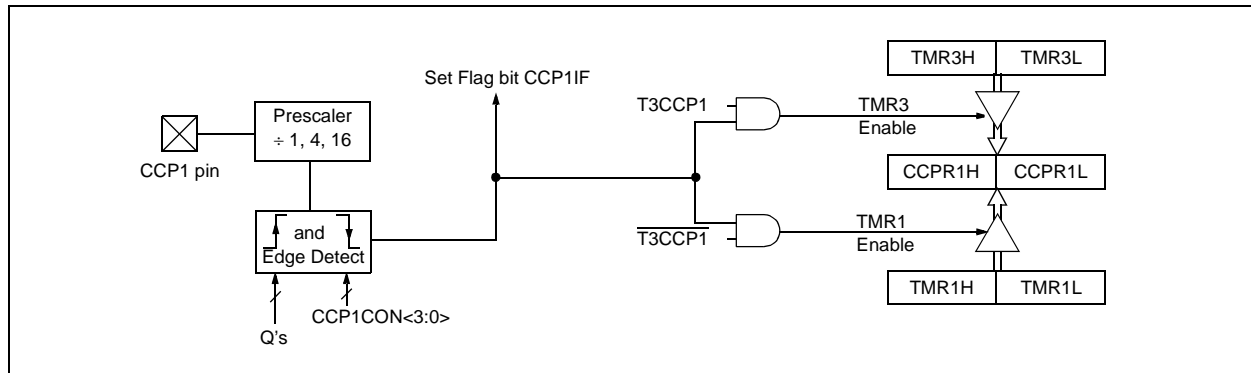 TMR3H TMR3L
Set Flag bit CCP1IF
Prescaler
÷ 1, 4, 16
T3CCP1
TMR3
Enable
CCP1 pin
CCPR1H CCPR1L
and
Edge Detect
T3CCP1
TMR1
Enable
TMR1H TMR1L
CCP1CON<3:0>
Q's